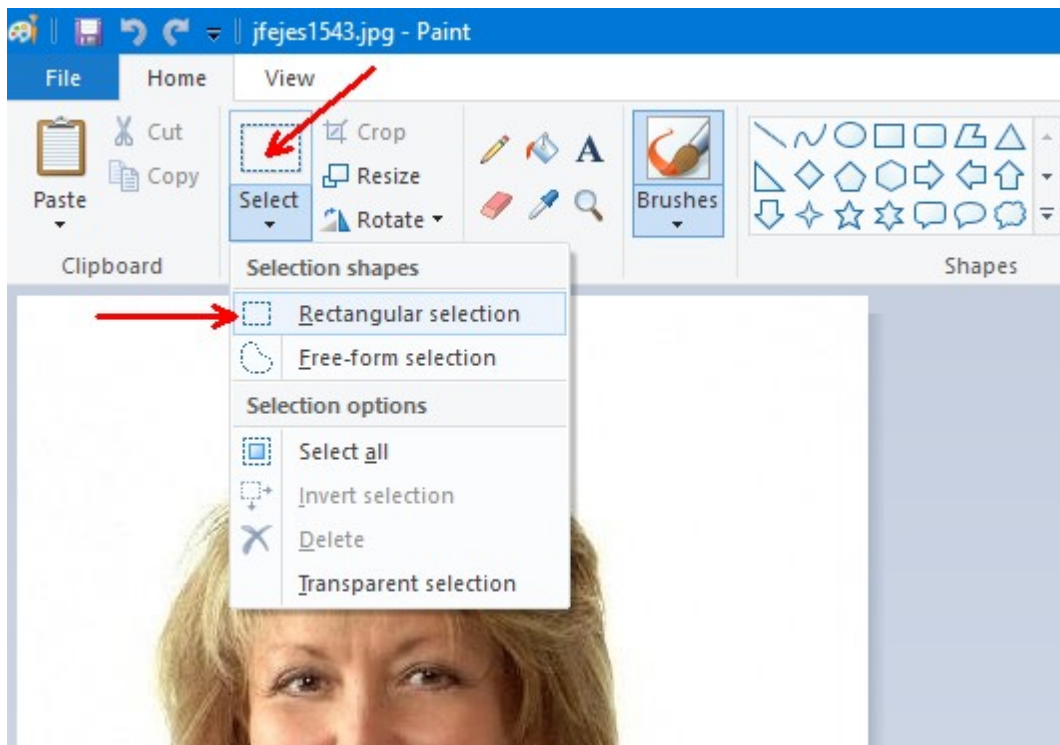 jfejes1543.jpg - Paint
File Home View
Cut
Copy
Paste
Clipboard
Select
Crop
Resize
Rotate
A
Brushes
Shapes
Selection shapes
Rectangular selection
Free-form selection
Selection options
Select all
Invert selection
Delete
Transparent selection